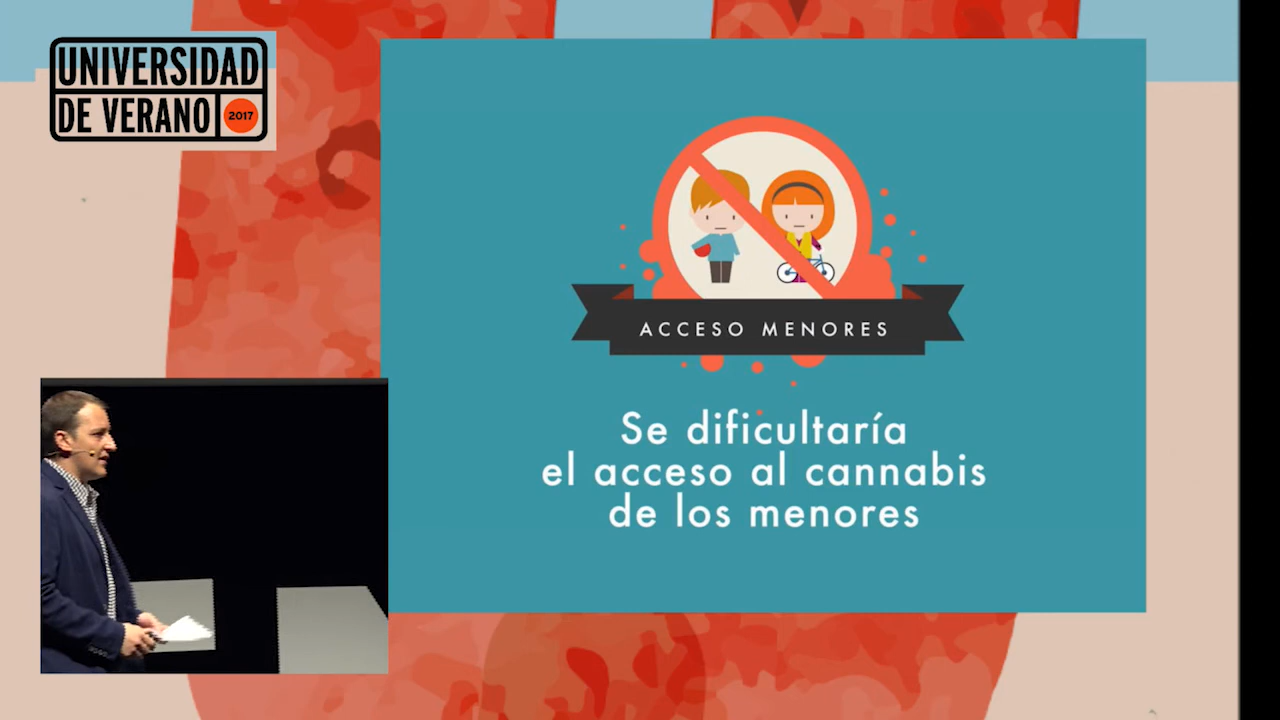 UNIVERSIDAD
DE VERANO 2017
ACCESO MENORES
Se dificultaría
el acceso al cannabis
de los menores